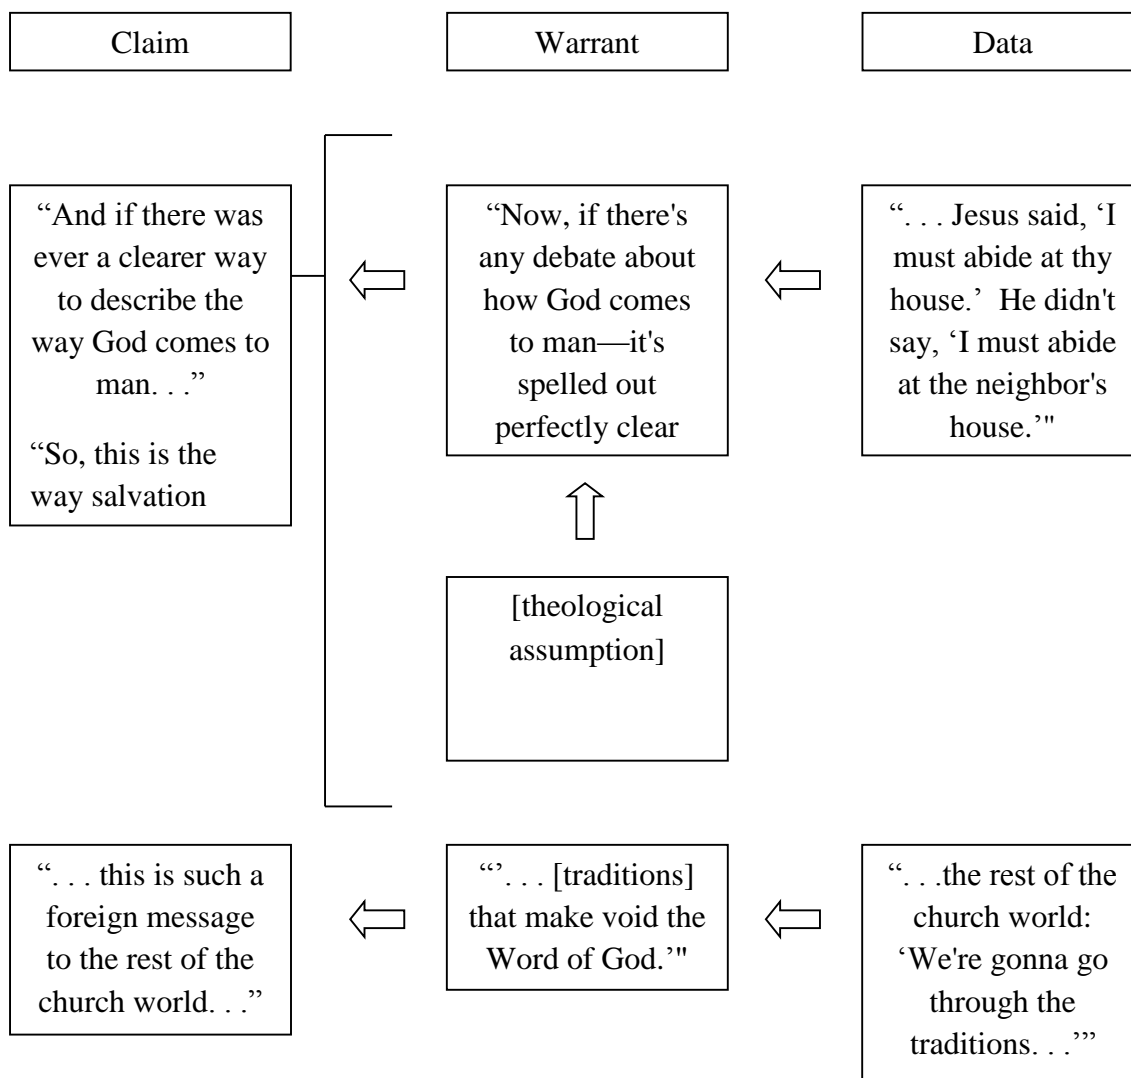 Claim
Warrant
Data
“And if there was
ever a clearer way
to describe the
way God comes to
man. . .”
“So, this is the
way salvation
“Now, if there's
any debate about
how God comes
to man—it's
spelled out
perfectly clear
“. . . Jesus said, ‘I
must abide at thy
house.’  He didn't
say, ‘I must abide
at the neighbor's
house.’"
[theological
assumption]
“. . . this is such a
foreign message
to the rest of the
church world. . .”
“’. . . [traditions]
that make void the
Word of God.’"
“. . .the rest of the
church world:
‘We're gonna go
through the
traditions. . .’”